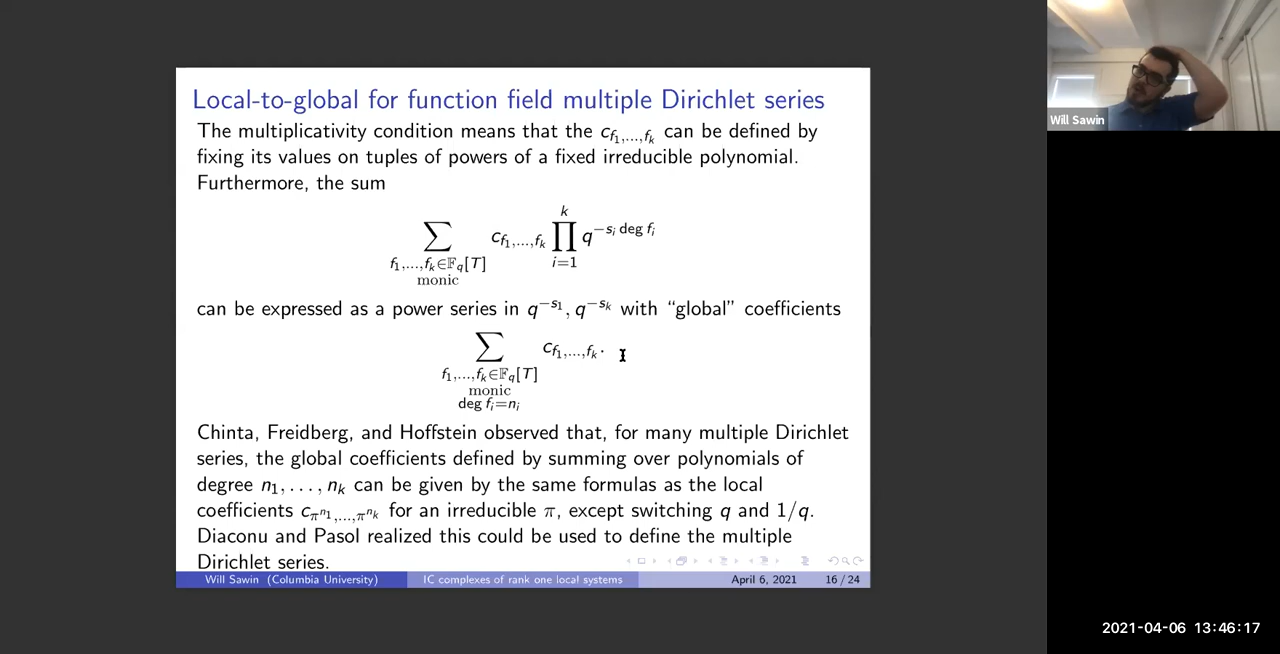 Local-to-global for function field multiple Dirichlet series
The multiplicativity condition means that the c_{f_1,...,f_k} can be defined by
fixing its values on tuples of powers of a fixed irreducible polynomial.
Furthermore, the sum
∑_{f_1,...,f_k∈𝔽_q[T] monic} c_{f_1,...,f_k} ∏_{i=1}^{k} q^{-s_i deg f_i}
can be expressed as a power series in q^{-s_1}, q^{-s_k} with “global” coefficients
∑_{f_1,...,f_k∈𝔽_q[T] monic deg f_i=n_i} c_{f_1,...,f_k}.
Chinta, Freidberg, and Hoffstein observed that, for many multiple Dirichlet
series, the global coefficients defined by summing over polynomials of
degree n_1, . . . , n_k can be given by the same formulas as the local
coefficients c_{π^{n_1},...,π^{n_k}} for an irreducible π, except switching q and 1/q.
Diaconu and Pasol realized this could be used to define the multiple
Dirichlet series.
Will Sawin (Columbia University) IC complexes of rank one local systems April 6, 2021 16 / 24
Will Sawin
2021-04-06 13:46:17